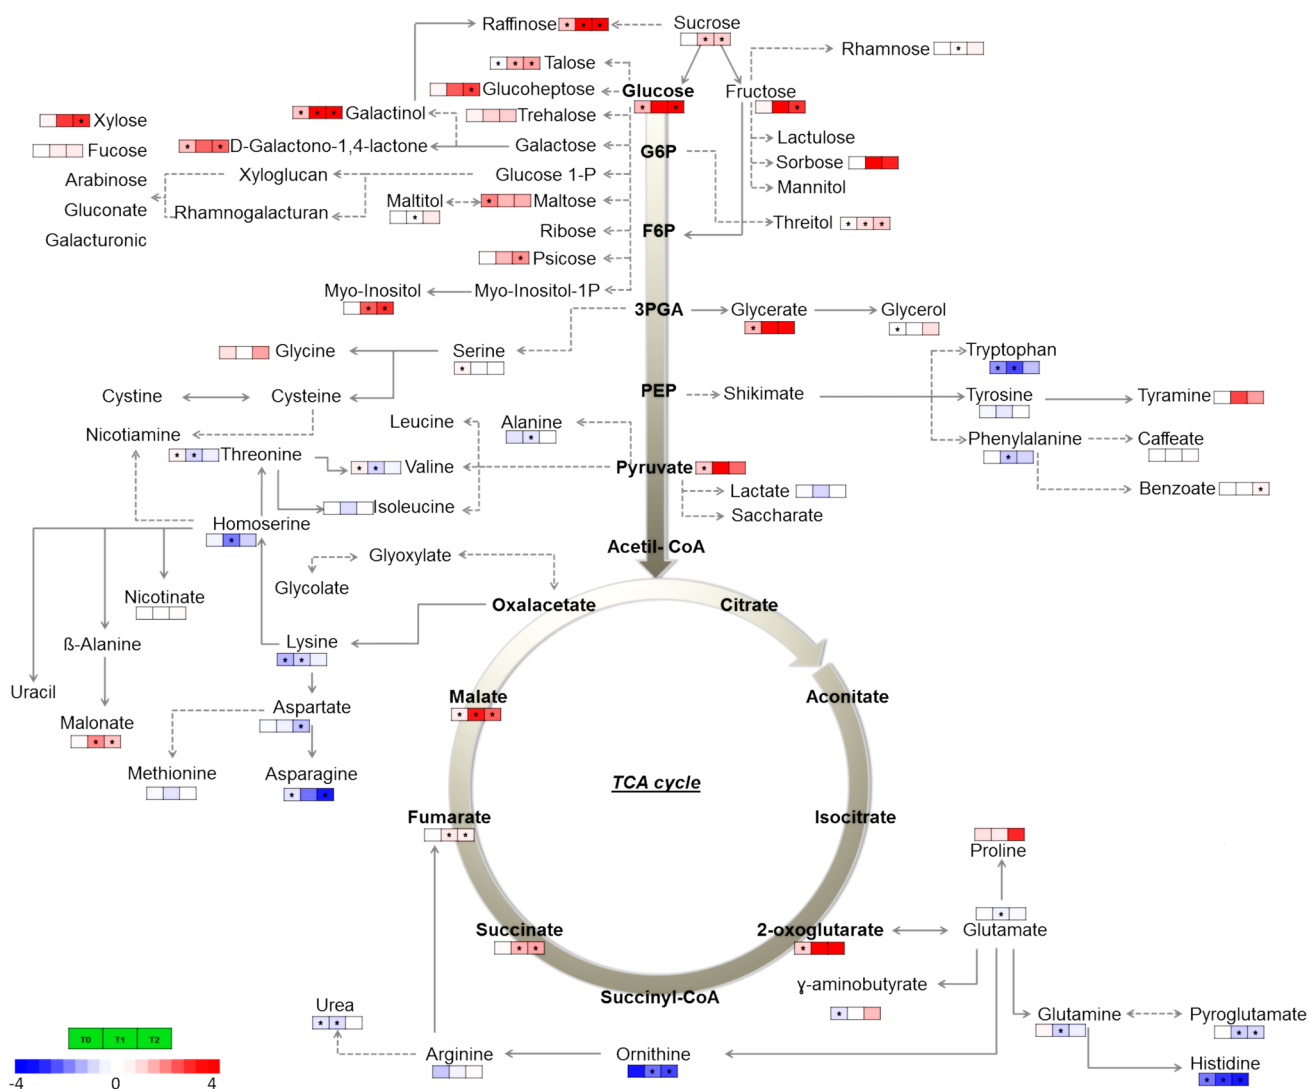 Raffinose
Sucrose
Rhamnose
Talose
Glucoheptose
Glucose
Fructose
Xylose
Galactinol
Trehalose
Lactulose
Fucose
D-Galactono-1,4-lactone
Galactose
G6P
Sorbose
Arabinose
Xyloglucan
Glucose 1-P
Mannitol
Gluconate
Rhamnogalacturan
Maltitol
Maltose
Threitol
Galacturonic
Ribose
F6P
Psicose
Myo-Inositol
Myo-Inositol-1P
3PGA
Glycerate
Glycerol
Glycine
Serine
Tryptophan
Cystine
Cysteine
PEP
Shikimate
Tyrosine
Tyramine
Nicotiamine
Leucine
Alanine
Phenylalanine
Caffeate
Threonine
Valine
Pyruvate
Lactate
Benzoate
Isoleucine
Saccharate
Homoserine
Acetil- CoA
Glyoxylate
Glycolate
Nicotinate
Oxalacetate
Citrate
ß-Alanine
Lysine
Uracil
Malonate
Aspartate
Malate
Aconitate
Methionine
Asparagine
TCA cycle
Fumarate
Isocitrate
Proline
Succinate
2-oxoglutarate
Glutamate
ɣ-aminobutyrate
Succinyl-CoA
Urea
Glutamine
Pyroglutamate
Arginine
Ornithine
Histidine
T0 T1 T2
-4 0 4